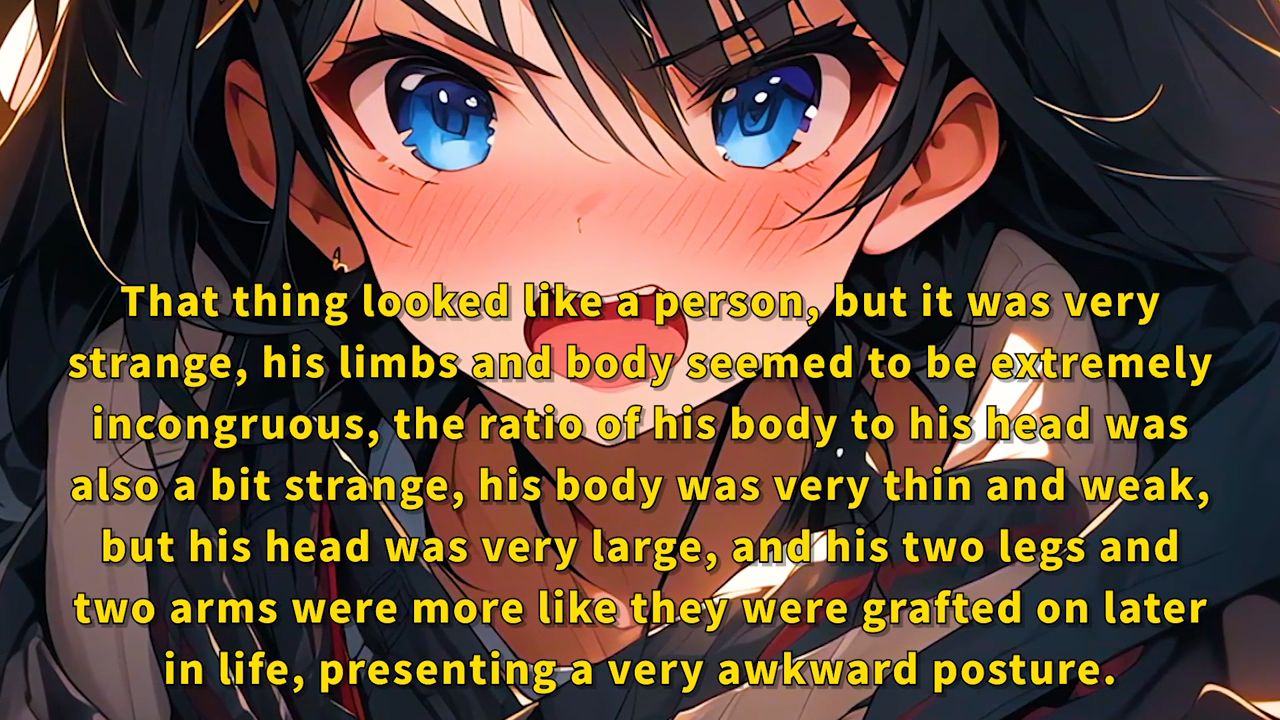 That thing looked like a person, but it was very
strange, his limbs and body seemed to be extremely
incongruous, the ratio of his body to his head was
also a bit strange, his body was very thin and weak,
but his head was very large, and his two legs and
two arms were more like they were grafted on later
in life, presenting a very awkward posture.